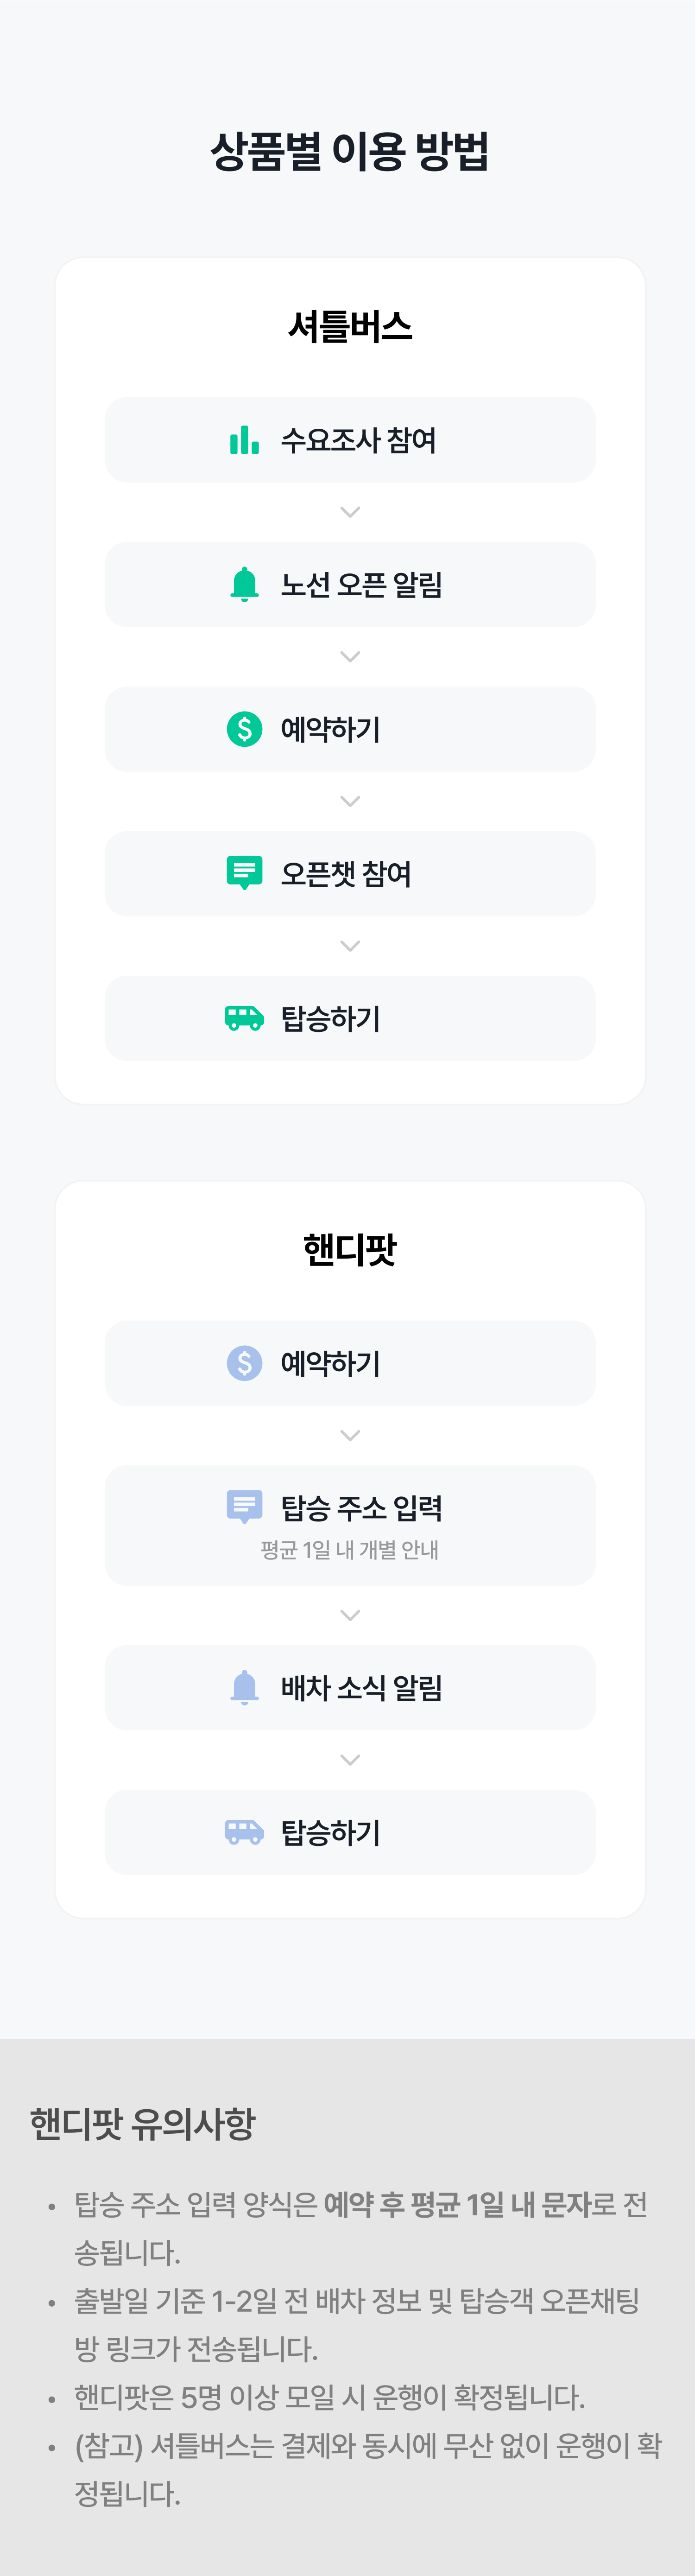 상품별 이용 방법
셔틀버스
수요조사 참여
노선 오픈 알림
예약하기
오픈챗 참여
탑승하기
핸디팟
예약하기
탑승 주소 입력
평균 1일 내 개별 안내
배차 소식 알림
탑승하기
핸디팟 유의사항
• 탑승 주소 입력 양식은 예약 후 평균 1일 내 문자로 전
송됩니다.
• 출발일 기준 1-2일 전 배차 정보 및 탑승객 오픈채팅
방 링크가 전송됩니다.
• 핸디팟은 5명 이상 모일 시 운행이 확정됩니다.
• (참고) 셔틀버스는 결제와 동시에 무산 없이 운행이 확
정됩니다.